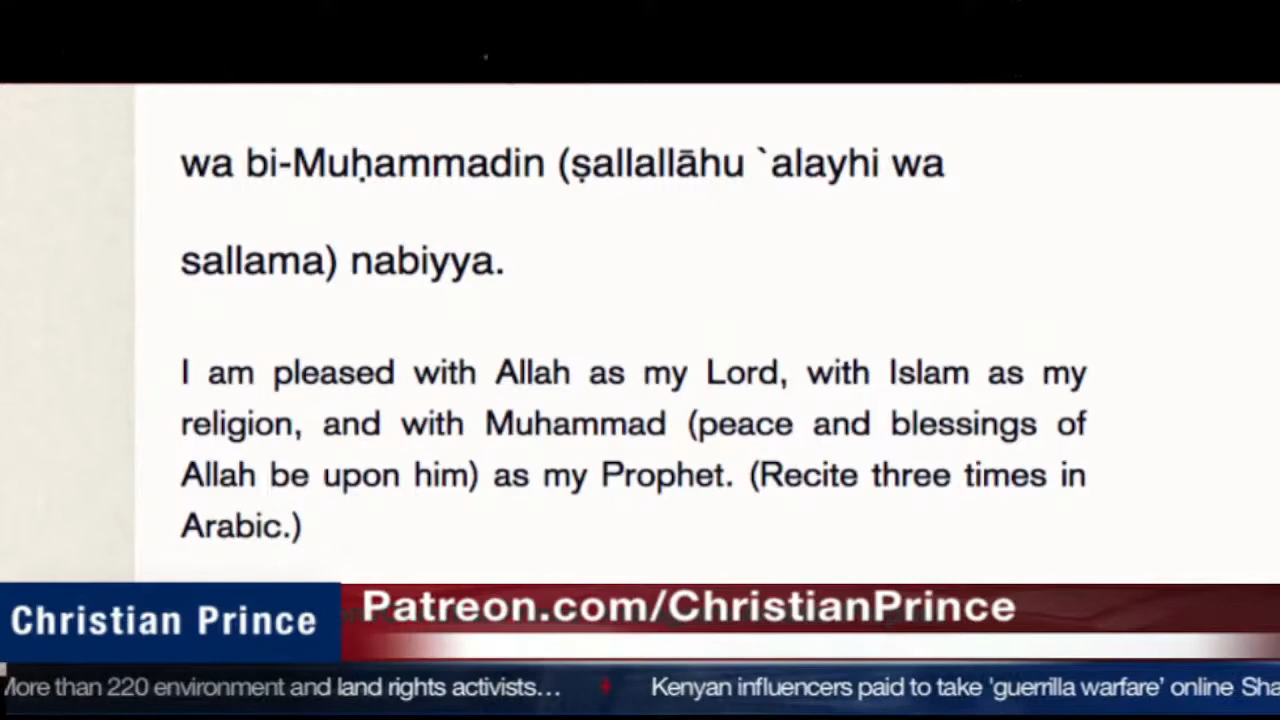 wa bi-Muḥammadin (ṣallallāhu `alayhi wa
sallama) nabiyya.
I am pleased with Allah as my Lord, with Islam as my
religion, and with Muhammad (peace and blessings of
Allah be upon him) as my Prophet. (Recite three times in
Arabic.)
Christian Prince
Patreon.com/ChristianPrince
More than 220 environment and land rights activists... Kenyan influencers paid to take 'guerrilla warfare' online Sha